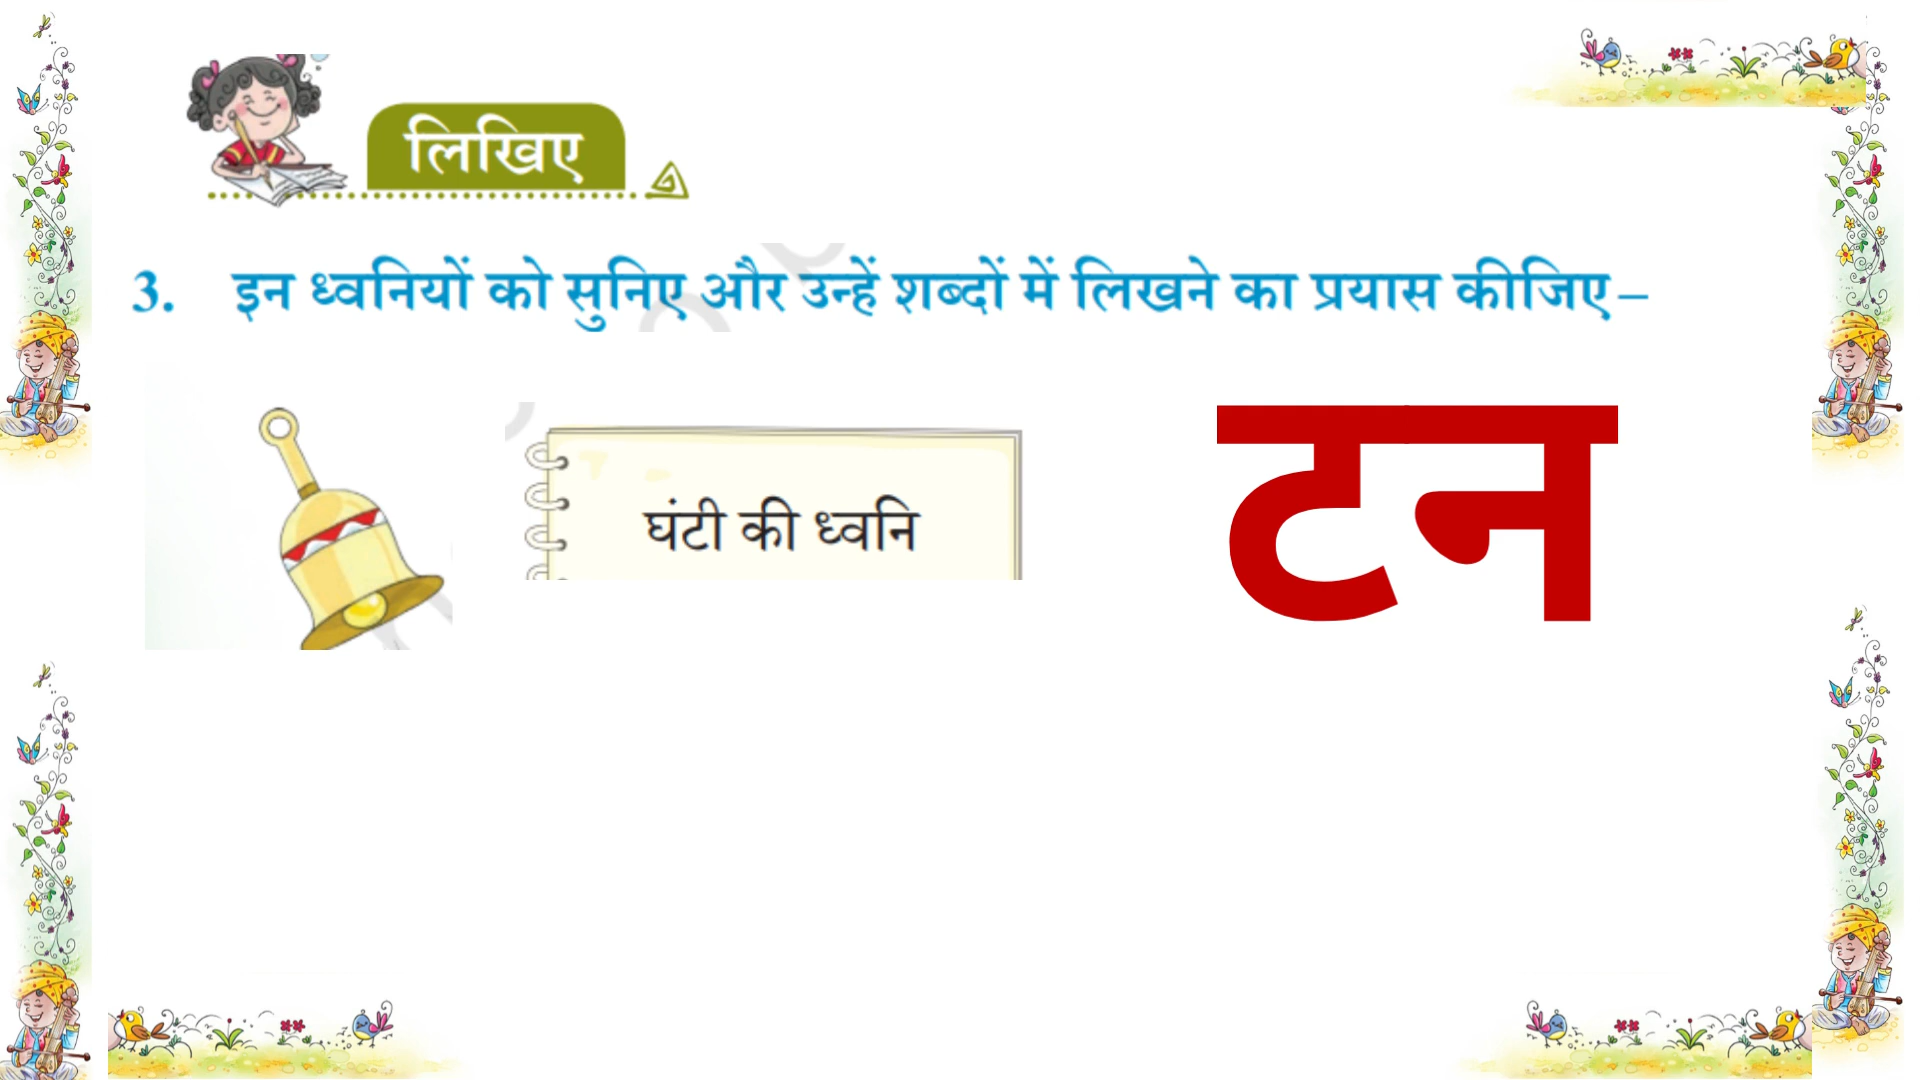 लिखिए
3. इन ध्वनियों को सुनिए और उन्हें शब्दों में लिखने का प्रयास कीजिए –
घंटी की ध्वनि
टन